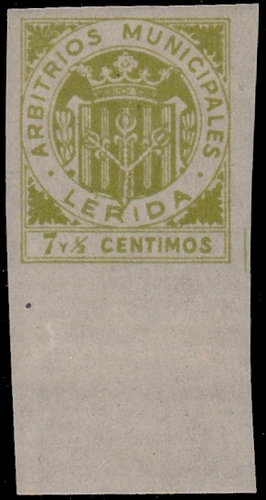 ARBITRIOS MUNICIPALES
· LERIDA ·
7 Y ½ CENTIMOS